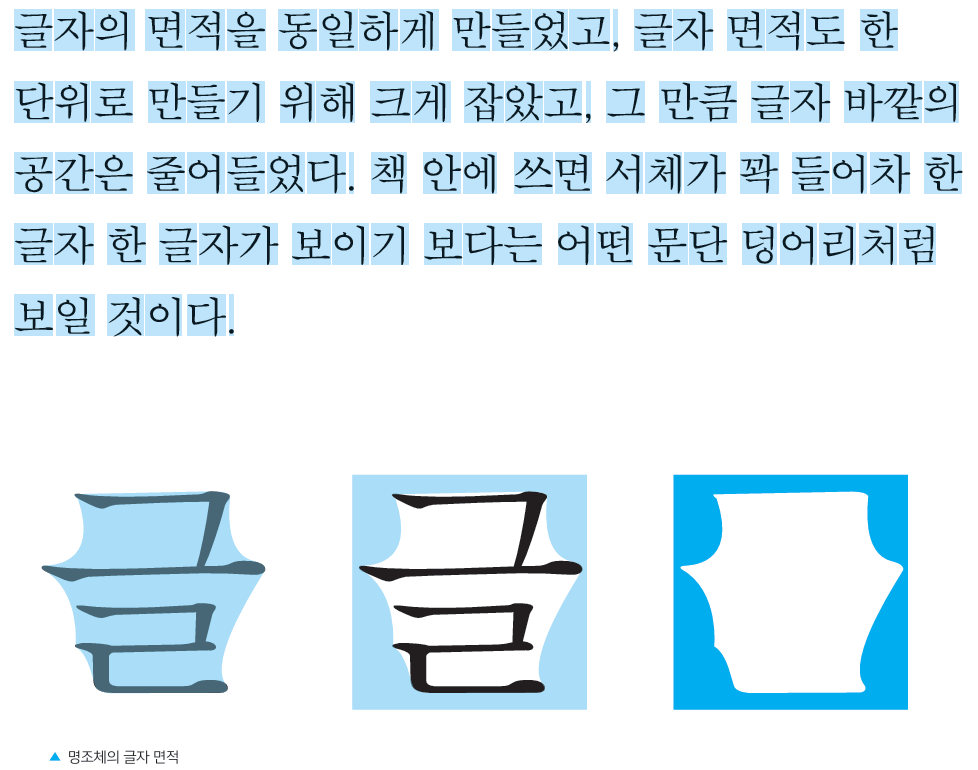 글자의 면적을 동일하게 만들었고, 글자 면적도 한
단위로 만들기 위해 크게 잡았고, 그 만큼 글자 바깥의
공간은 줄어들었다. 책 안에 쓰면 서체가 꽉 들어차 한
글자 한 글자가 보이기 보다는 어떤 문단 덩어리처럼
보일 것이다.
글 글
▲ 명조체의 글자 면적